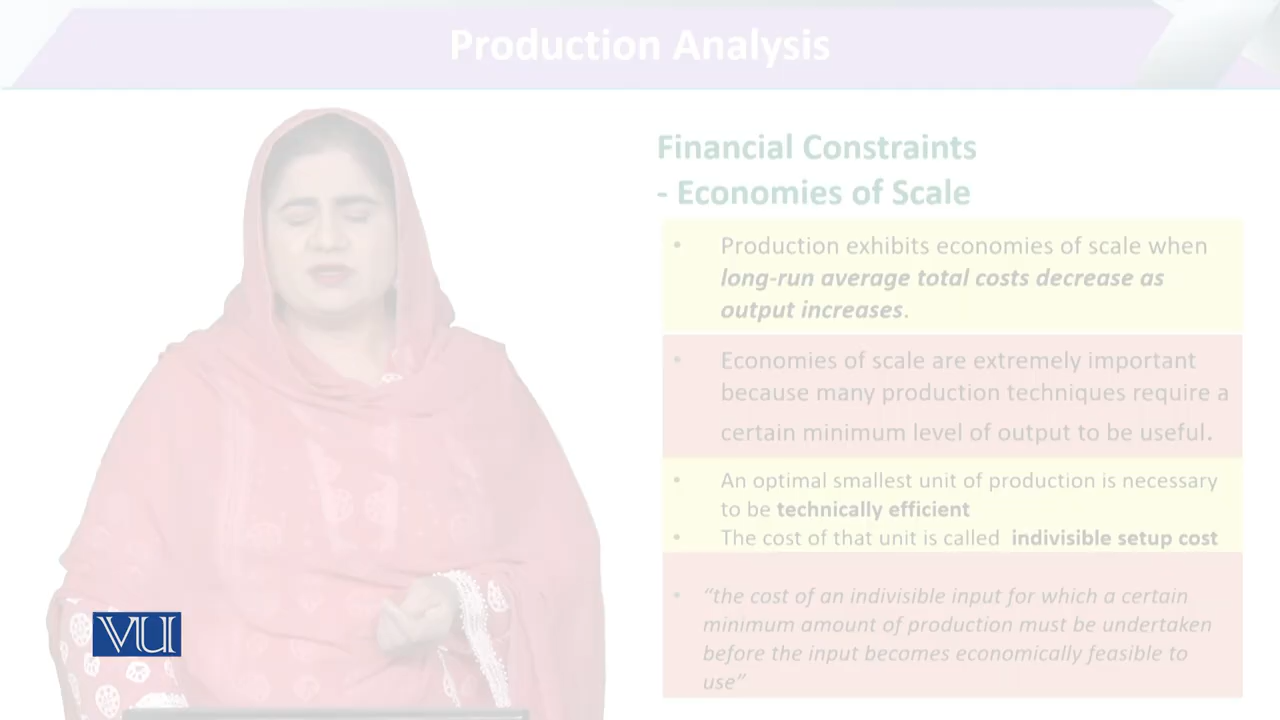 Production Analysis
Financial Constraints
- Economies of Scale
• Production exhibits economies of scale when
long-run average total costs decrease as
output increases.
• Economies of scale are extremely important
because many production techniques require a
certain minimum level of output to be useful.
• An optimal smallest unit of production is necessary
to be technically efficient
• The cost of that unit is called indivisible setup cost
• “the cost of an indivisible input for which a certain
minimum amount of production must be undertaken
before the input becomes economically feasible to
use”
VU